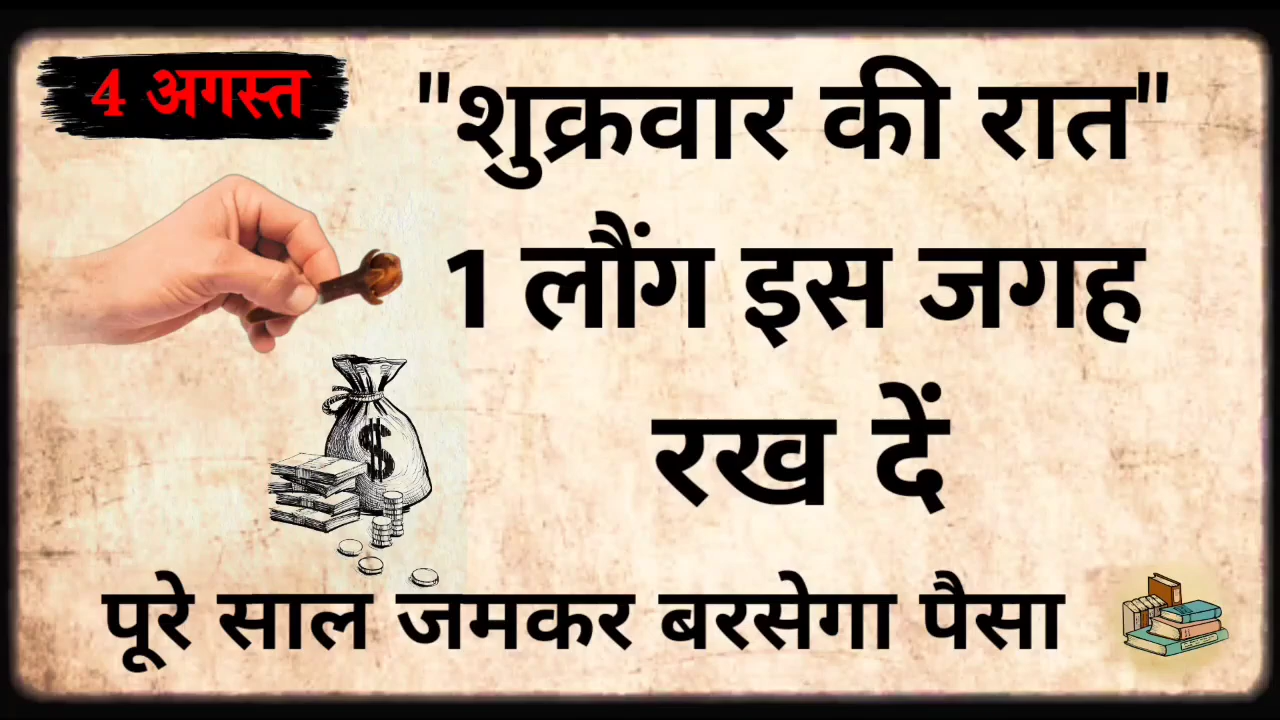 4 अगस्त
"शुक्रवार की रात"
1 लौंग इस जगह
रख दें
$
पूरे साल जमकर बरसेगा पैसा